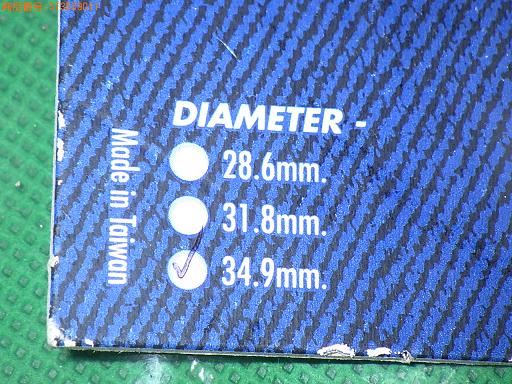 DIAMETER -
28.6mm.
31.8mm.
34.9mm.
Made in Taiwan